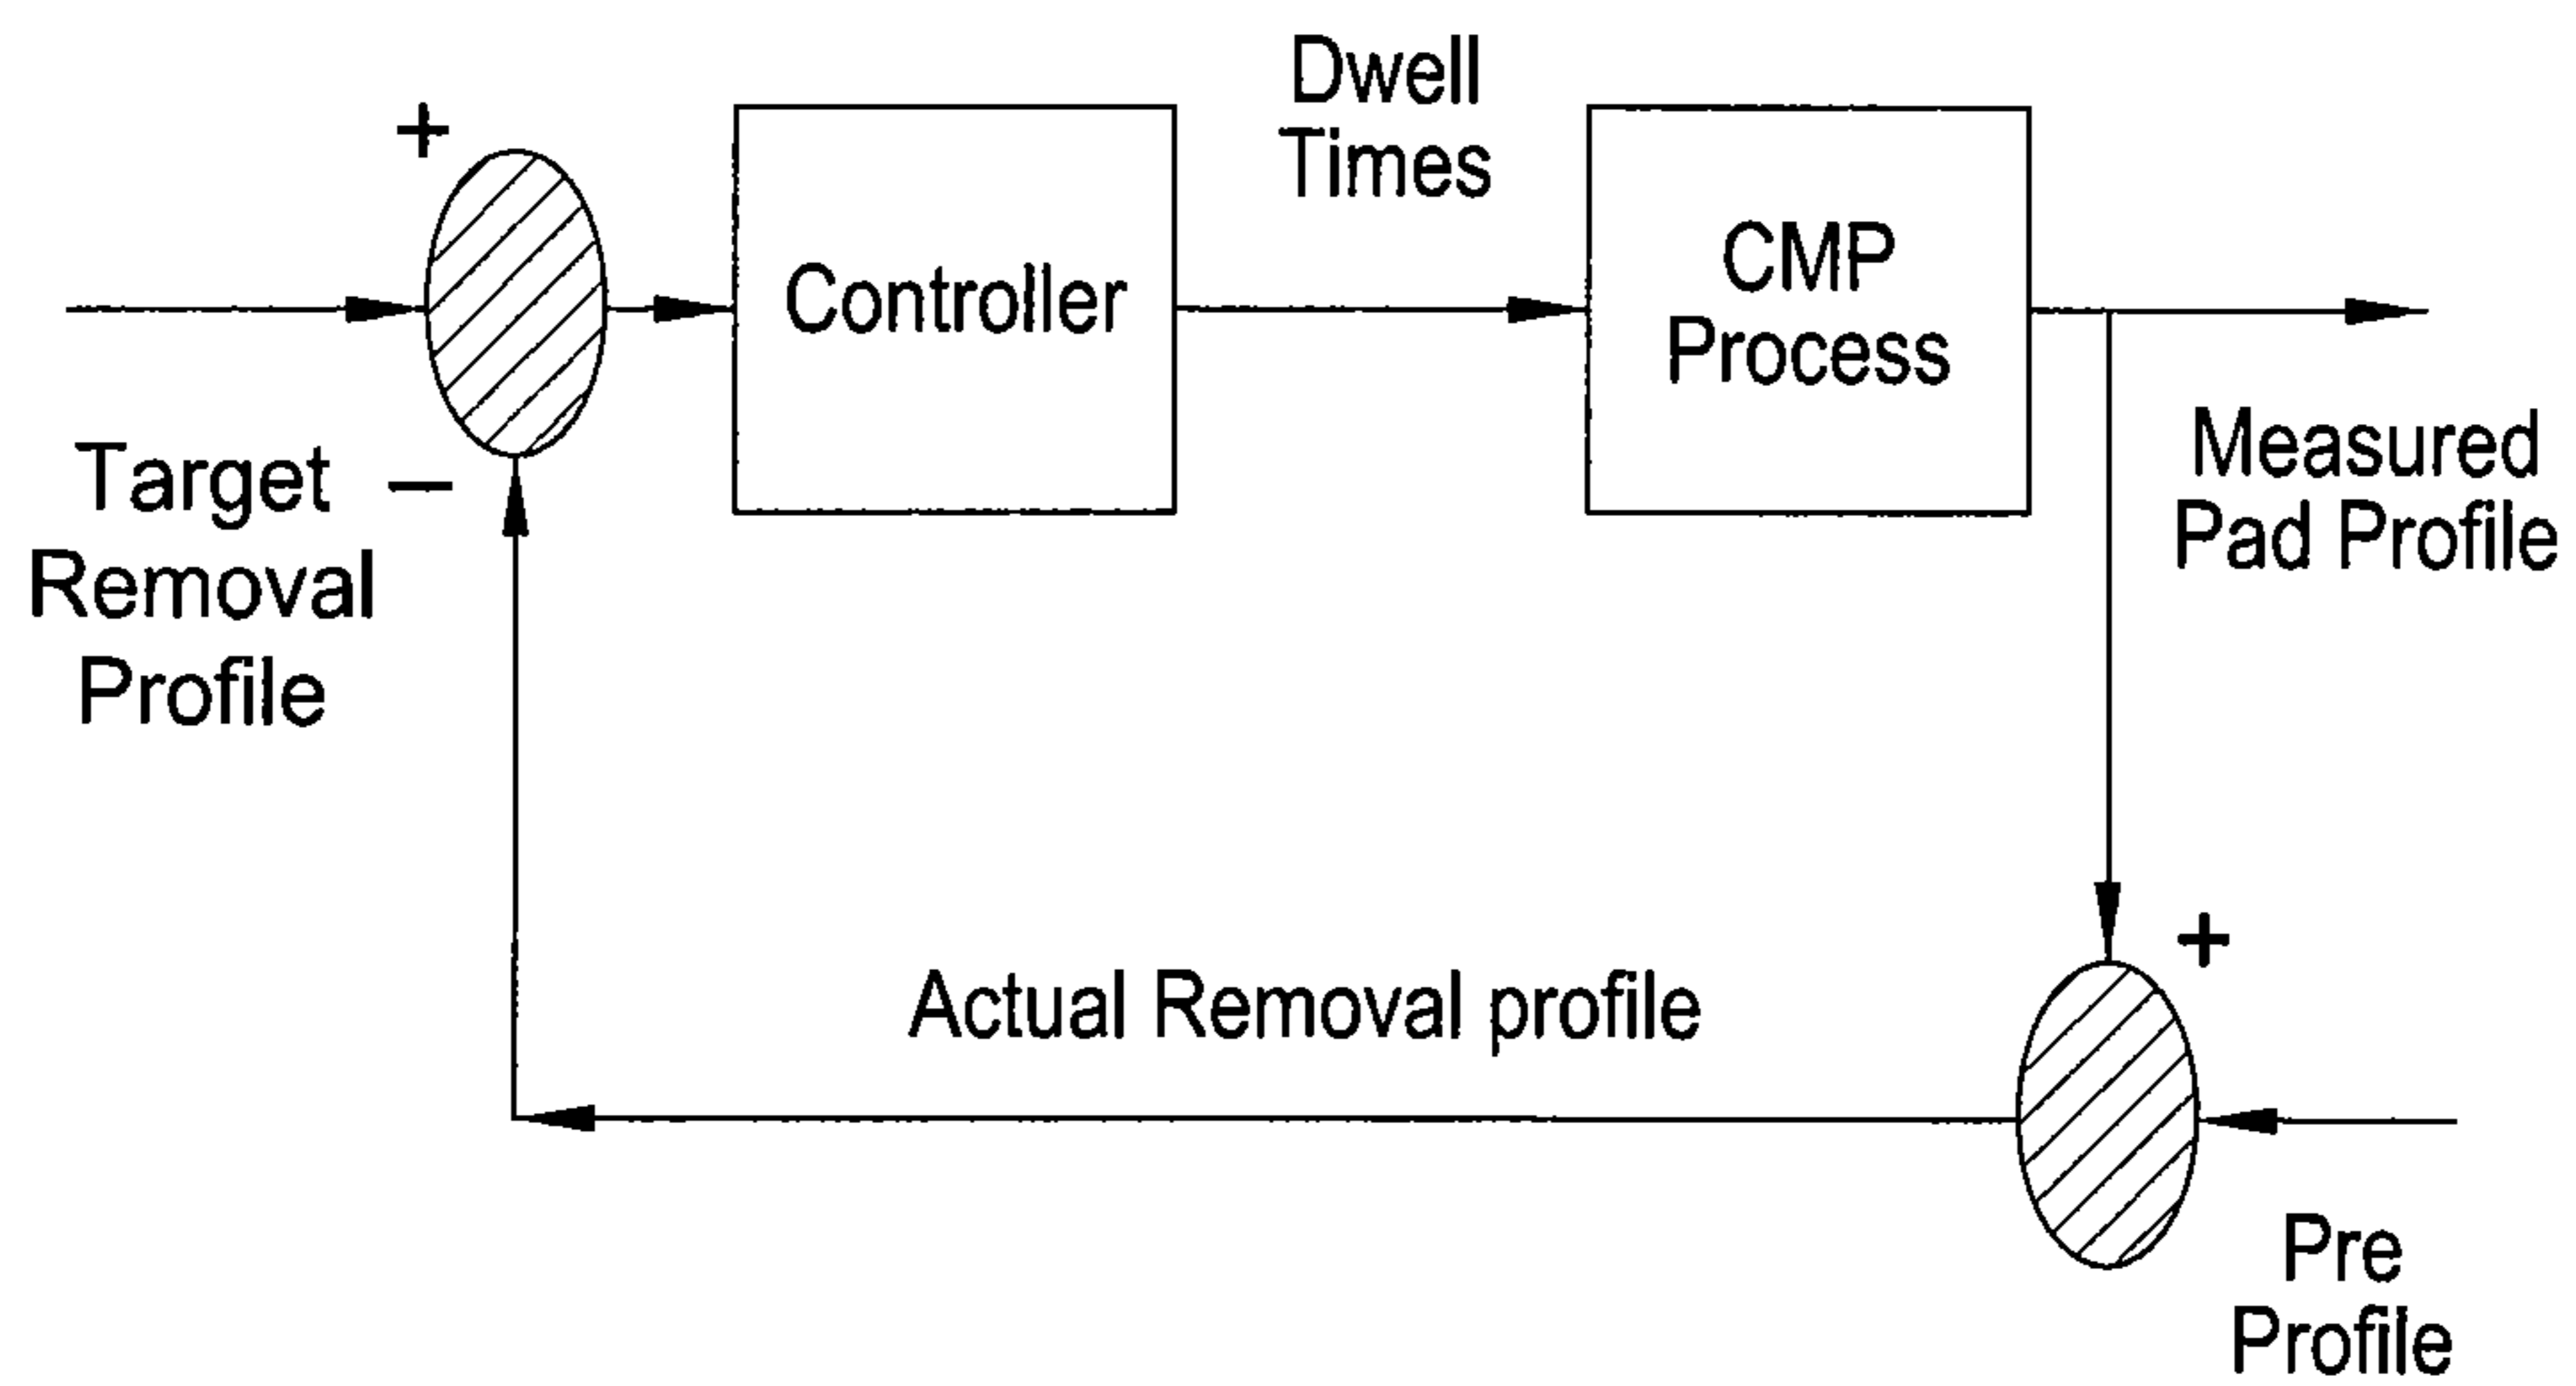 +
Target
Removal
Profile
−
Controller
Dwell
Times
CMP
Process
Measured
Pad Profile
Actual Removal profile
+
Pre
Profile